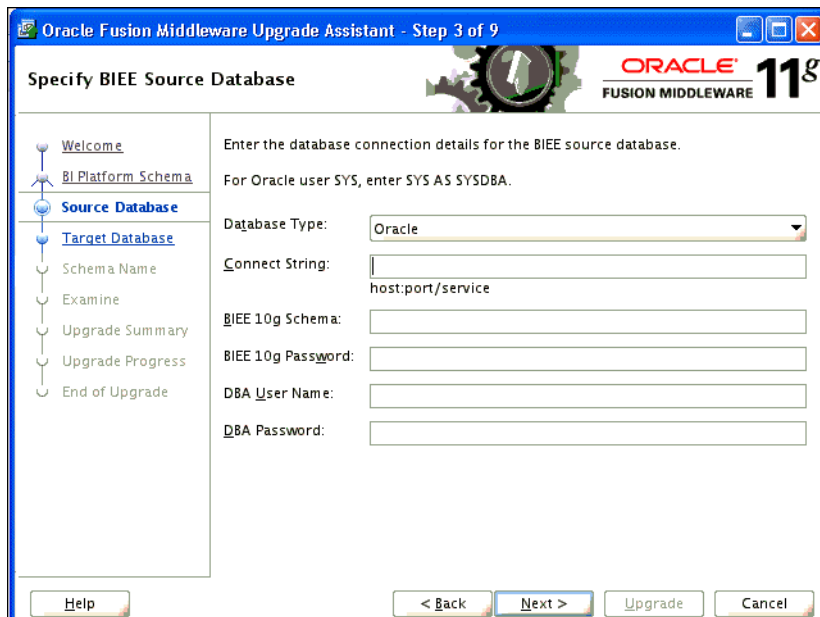 Oracle Fusion Middleware Upgrade Assistant - Step 3 of 9
Specify BIEE Source Database
ORACLE
FUSION MIDDLEWARE 11g
Welcome
BI Platform Schema
Source Database
Target Database
Schema Name
Examine
Upgrade Summary
Upgrade Progress
End of Upgrade
Enter the database connection details for the BIEE source database.
For Oracle user SYS, enter SYS AS SYSDBA.
Database Type: Oracle
Connect String:
host:port/service
BIEE 10g Schema:
BIEE 10g Password:
DBA User Name:
DBA Password:
Help < Back Next > Upgrade Cancel